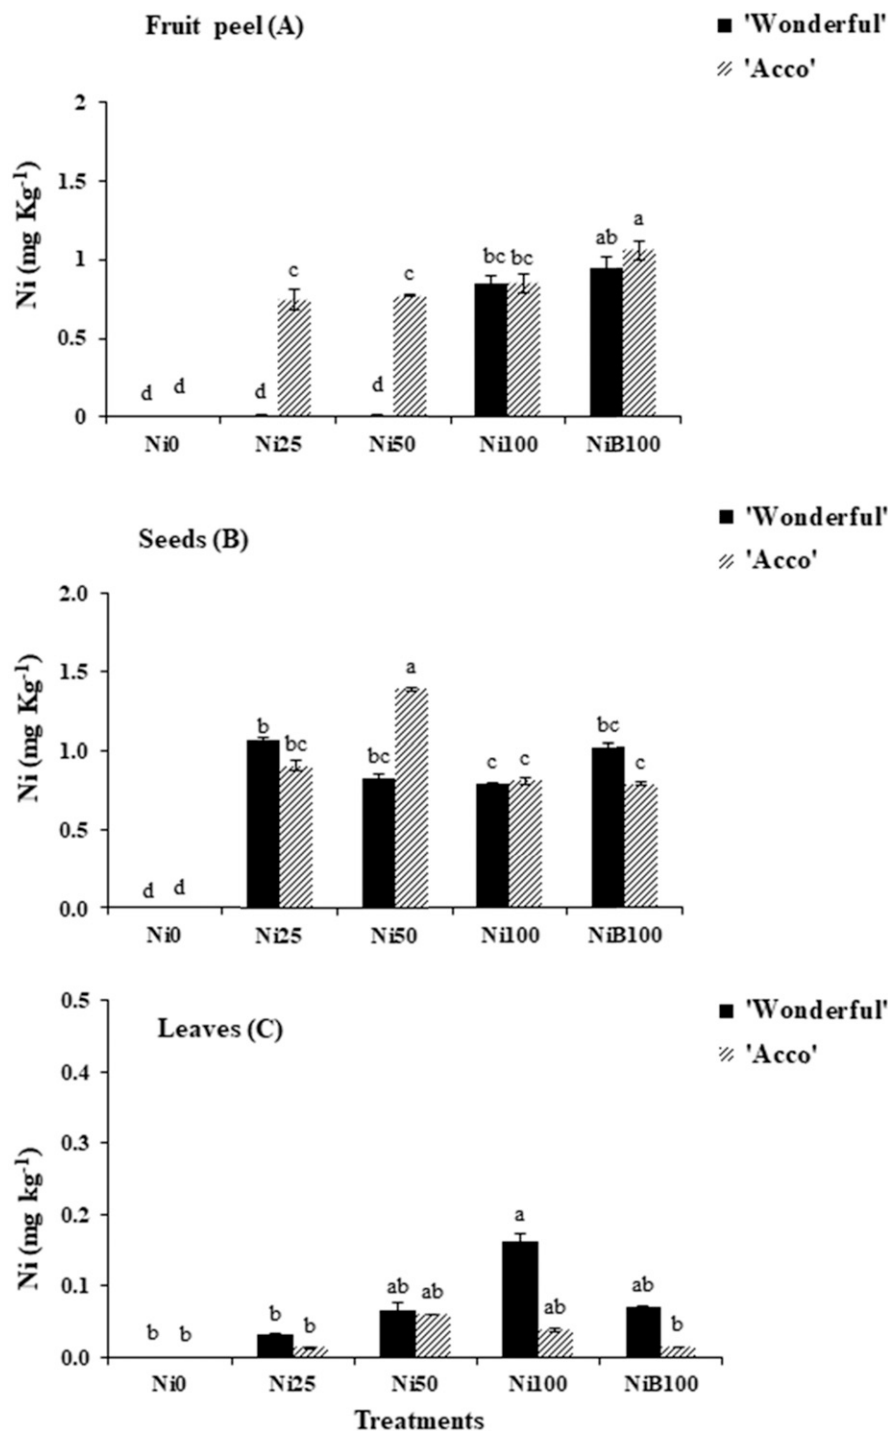 Fruit peel (A)
'Wonderful'
'Acco'
Ni (mg Kg-1)
2
1.5
1
0.5
0
d d d c d c bc bc ab a
Ni0 Ni25 Ni50 Ni100 NiB100
Seeds (B)
'Wonderful'
'Acco'
Ni (mg Kg-1)
2.0
1.5
1.0
0.5
0.0
d d b bc bc a c c bc c
Ni0 Ni25 Ni50 Ni100 NiB100
Leaves (C)
'Wonderful'
'Acco'
Ni (mg kg-1)
0.5
0.4
0.3
0.2
0.1
0.0
b b b b ab ab a ab ab b
Ni0 Ni25 Ni50 Ni100 NiB100
Treatments